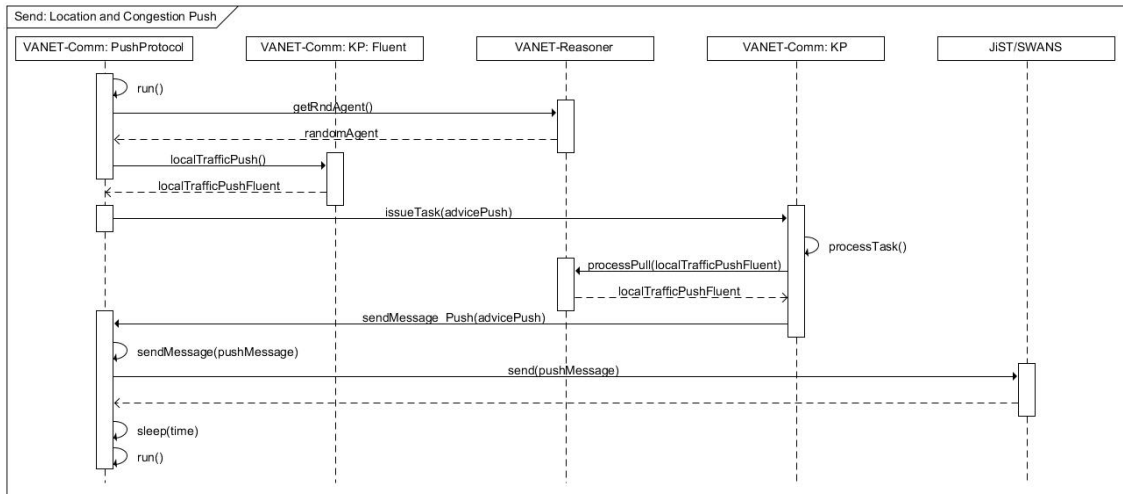 Send: Location and Congestion Push
VANET-Comm: PushProtocol
VANET-Comm: KP: Fluent
VANET-Reasoner
VANET-Comm: KP
JiST/SWANS
run()
getRndAgent()
randomAgent
localTrafficPush()
localTrafficPushFluent
issueTask(advicePush)
processTask()
processPull(localTrafficPushFluent)
localTrafficPushFluent
sendMessage_Push(advicePush)
sendMessage(pushMessage)
send(pushMessage)
sleep(time)
run()